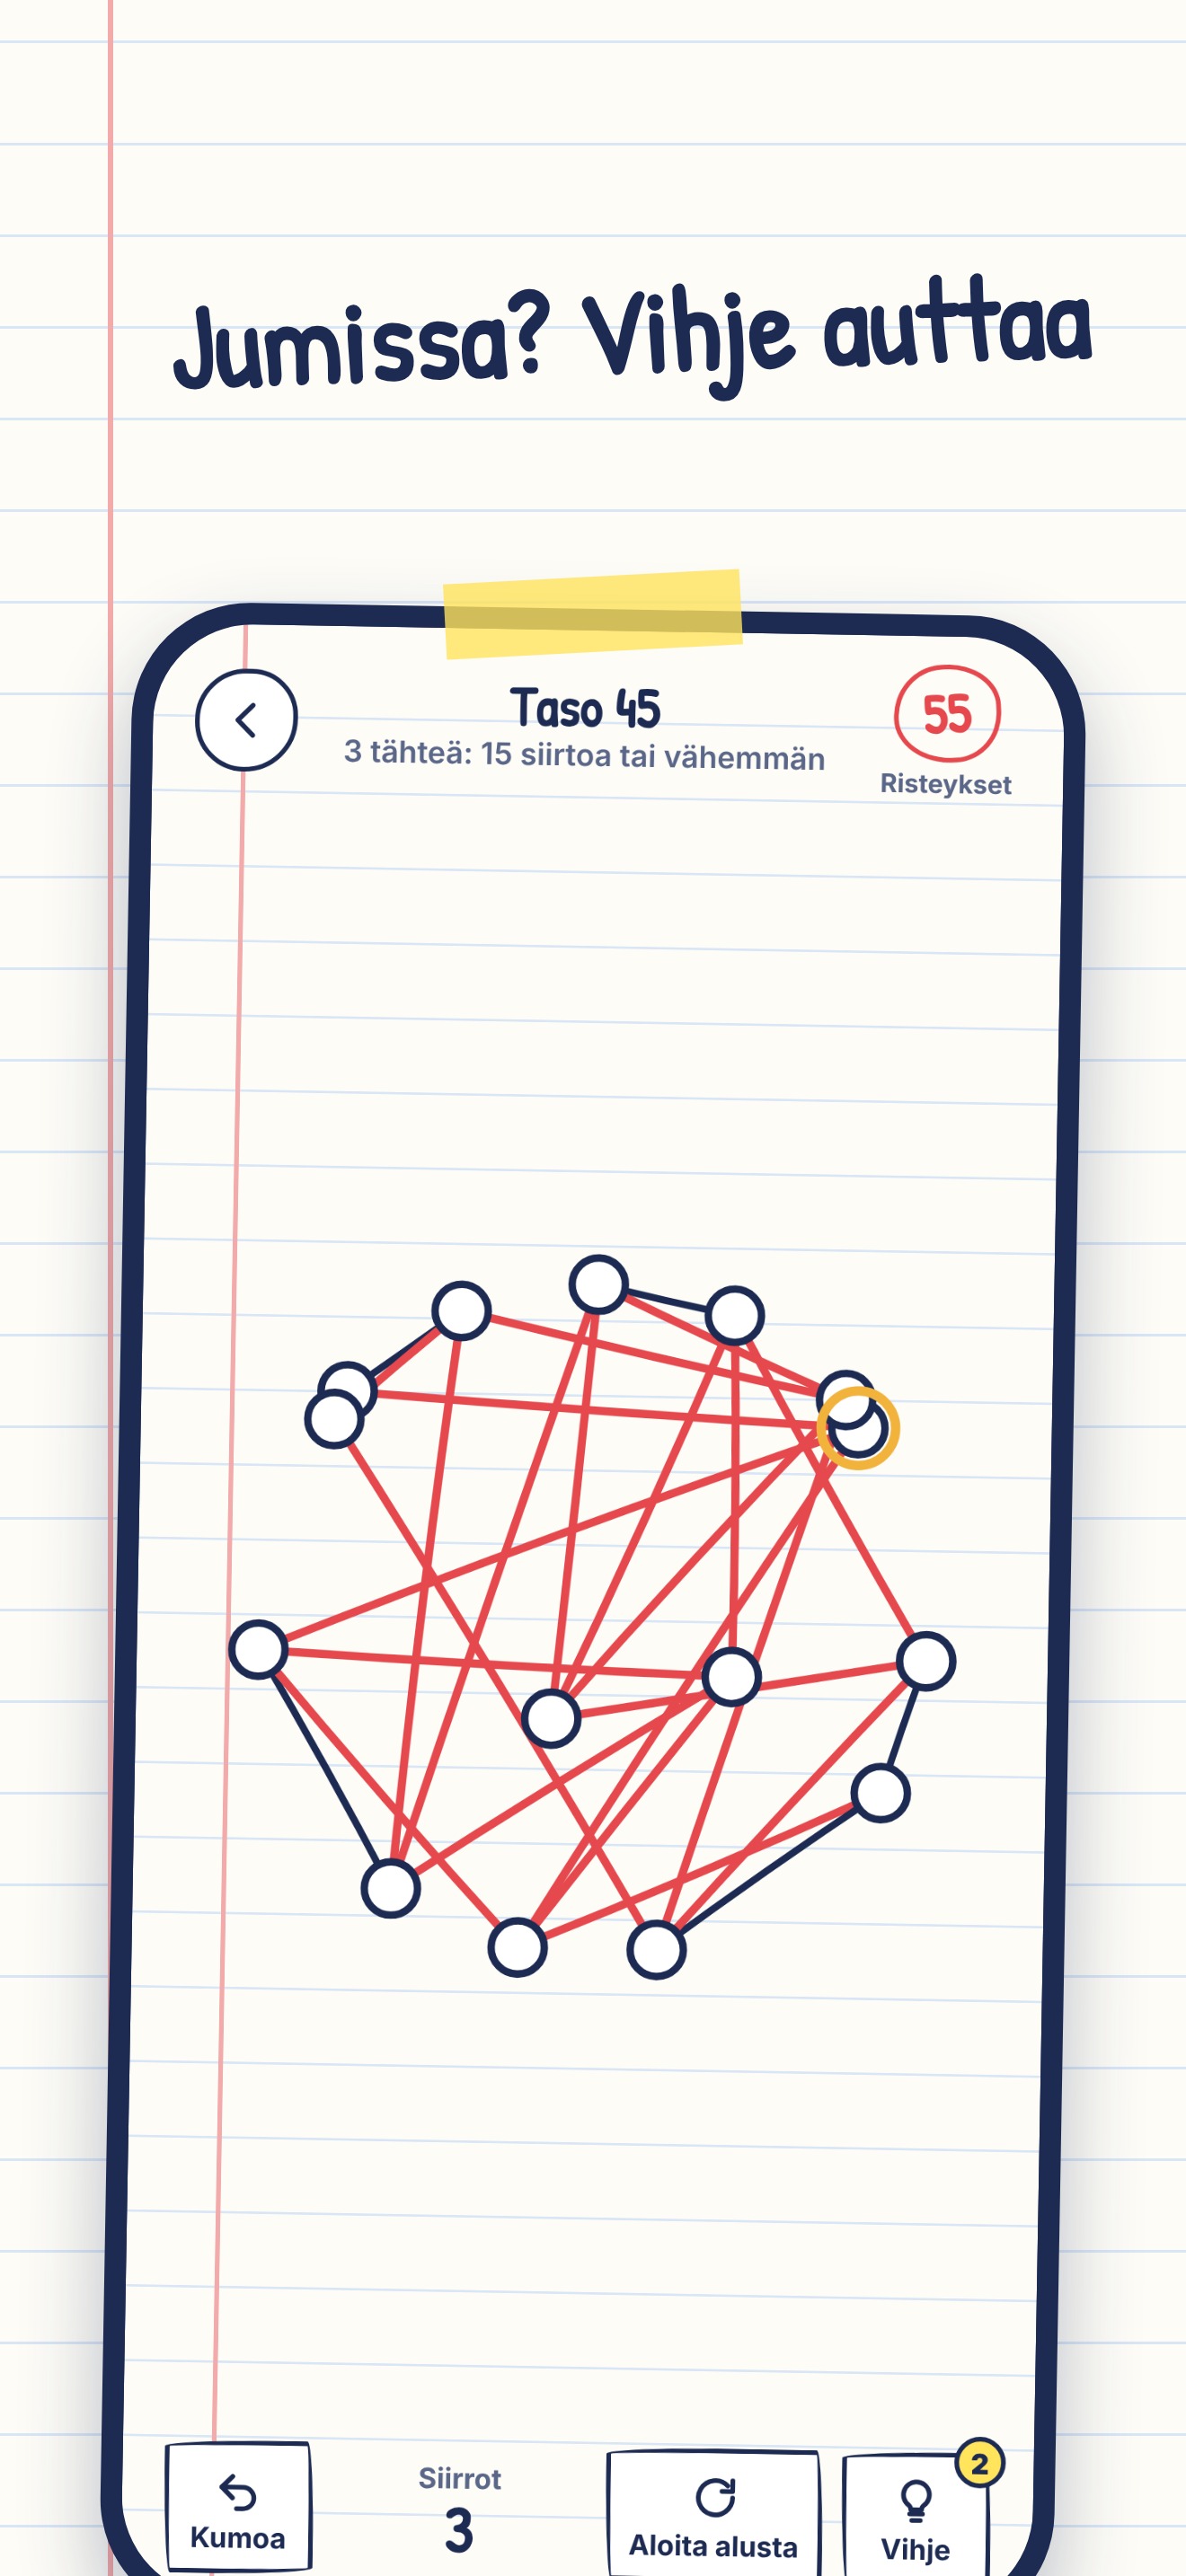 Jumissa? Vihje auttaa
Taso 45
3 tähteä: 15 siirtoa tai vähemmän
55
Risteykset
Kumoa
Siirrot
3
Aloita alusta
2
Vihje